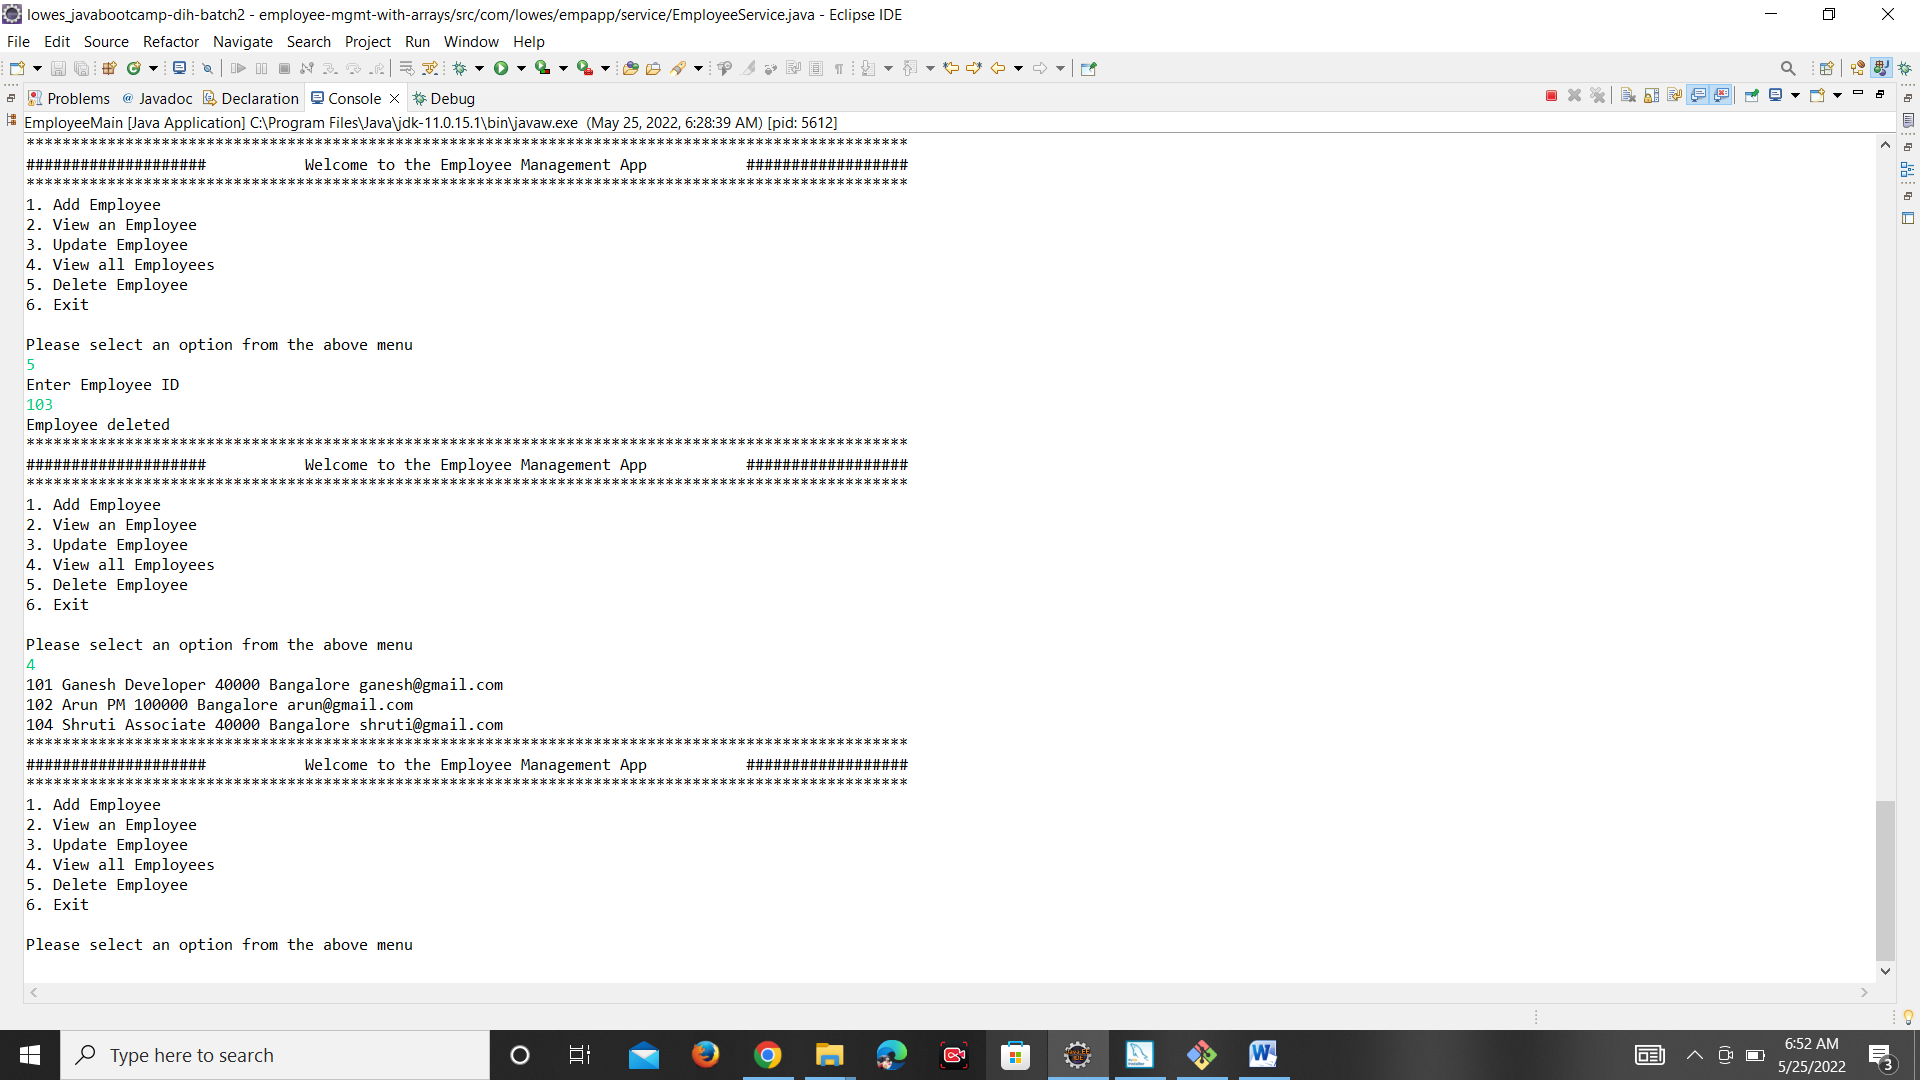 lowes_javabootcamp-dih-batch2 - employee-mgmt-with-arrays/src/com/lowes/empapp/service/EmployeeService.java - Eclipse IDE
File Edit Source Refactor Navigate Search Project Run Window Help
Problems @ Javadoc Declaration Console Debug
EmployeeMain [Java Application] C:\Program Files\Java\jdk-11.0.15.1\bin\javaw.exe (May 25, 2022, 6:28:39 AM) [pid: 5612]
**************************************************************************************************
#################### Welcome to the Employee Management App ##################
**************************************************************************************************
1. Add Employee
2. View an Employee
3. Update Employee
4. View all Employees
5. Delete Employee
6. Exit
Please select an option from the above menu
5
Enter Employee ID
103
Employee deleted
**************************************************************************************************
#################### Welcome to the Employee Management App ##################
**************************************************************************************************
1. Add Employee
2. View an Employee
3. Update Employee
4. View all Employees
5. Delete Employee
6. Exit
Please select an option from the above menu
4
101 Ganesh Developer 40000 Bangalore ganesh@gmail.com
102 Arun PM 100000 Bangalore arun@gmail.com
104 Shruti Associate 40000 Bangalore shruti@gmail.com
**************************************************************************************************
#################### Welcome to the Employee Management App ##################
**************************************************************************************************
1. Add Employee
2. View an Employee
3. Update Employee
4. View all Employees
5. Delete Employee
6. Exit
Please select an option from the above menu
Type here to search
6:52 AM
5/25/2022
3